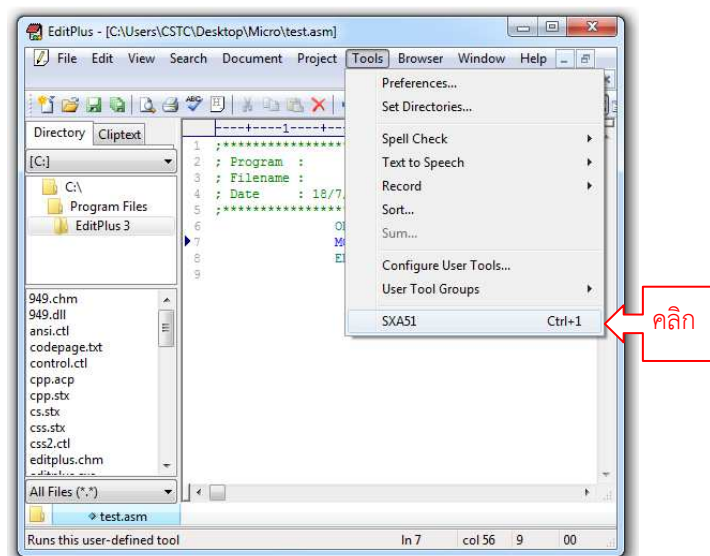 EditPlus - [C:\Users\CSTC\Desktop\Micro\test.asm]
File Edit View Search Document Project Tools Browser Window Help
Preferences...
Set Directories...
Spell Check
Text to Speech
Record
Sort...
Sum...
Configure User Tools...
User Tool Groups
SXA51 Ctrl+1
คลิก
Directory Cliptext
[C:]
C:\
Program Files
EditPlus 3
949.chm
949.dll
ansi.ctl
codepage.txt
control.ctl
cpp.acp
cpp.stx
cs.stx
css.stx
css2.ctl
editplus.chm
All Files (*.*)
----+----1----+---
1 ;*****************
2 ; Program :
3 ; Filename :
4 ; Date : 18/7/
5 ;*****************
6
7
8
9
test.asm
Runs this user-defined tool ln 7 col 56 9 00